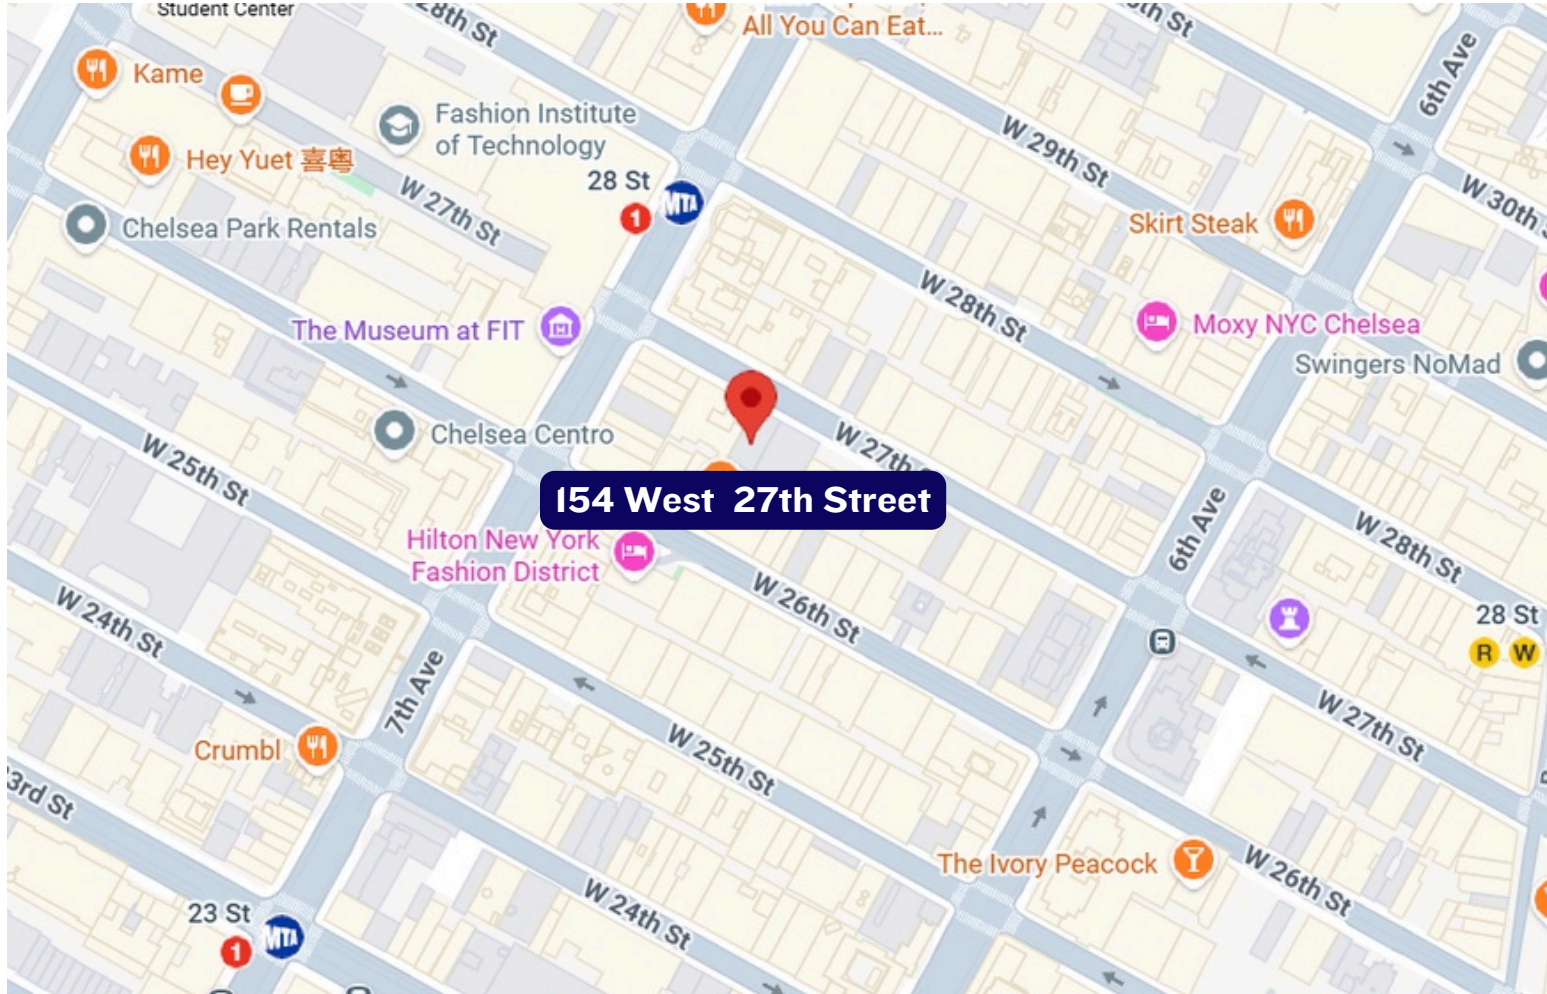 Student Center
28th St
All You Can Eat...
6th Ave
Kame
Fashion Institute
of Technology
W 29th St
Hey Yuet 喜粤
28 St
1
MTA
W 27th St
W 30th
Chelsea Park Rentals
Skirt Steak
W 28th St
The Museum at FIT
Moxy NYC Chelsea
Swingers NoMad
Chelsea Centro
W 25th St
W 27th
154 West 27th Street
6th Ave
W 28th St
Hilton New York
Fashion District
W 24th St
W 26th St
28 St
R W
7th Ave
W 27th St
Crumbl
W 25th St
3rd St
The Ivory Peacock
W 26th St
W 24th St
23 St
1
MTA